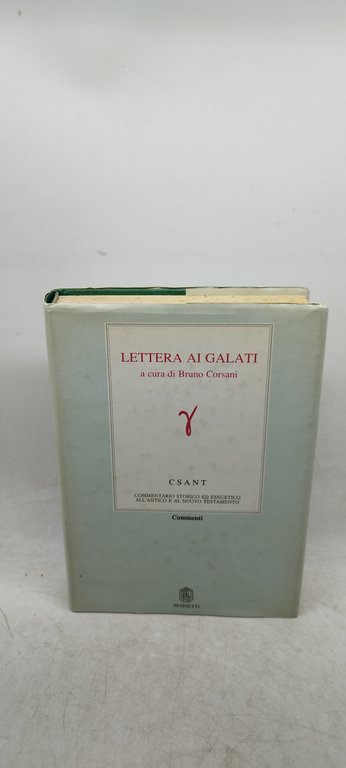 LETTERA AI GALATI
a cura di Bruno Corsani
γ
CSANT
COMMENTARIO STORICO ED ESEGETICO
ALL'ANTICO E AL NUOVO TESTAMENTO
Commenti
MARIETTI